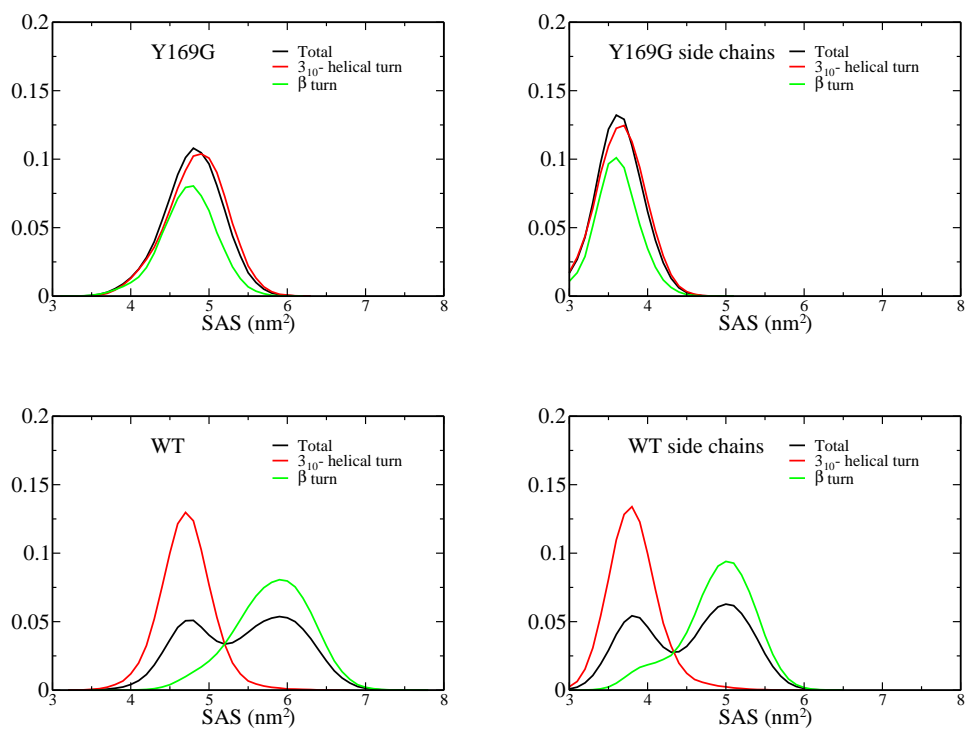 0.2
0.15
0.1
0.05
0
Y169G
Total
3₁₀- helical turn
β turn
3 4 5 6 7 8
SAS (nm²)
0.2
0.15
0.1
0.05
0
Y169G side chains
Total
3₁₀- helical turn
β turn
3 4 5 6 7 8
SAS (nm²)
0.2
0.15
0.1
0.05
0
WT
Total
3₁₀- helical turn
β turn
3 4 5 6 7 8
SAS (nm²)
0.2
0.15
0.1
0.05
0
WT side chains
Total
3₁₀- helical turn
β turn
3 4 5 6 7 8
SAS (nm²)